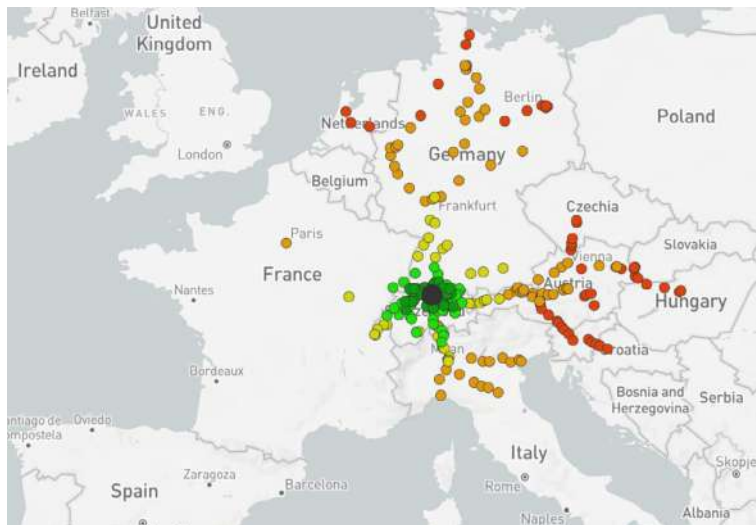 Belfast
United
Kingdom
Ireland
WALES
ENG.
London
Netherlands
Berlin
Poland
Germany
Belgium
Frankfurt
Czechia
Paris
Slovakia
Vienna
France
Austria
Nantes
Hungary
Milan
Croatia
Bordeaux
Bosnia and
Herzegovina
Serbia
Oviedo
Italy
Zaragoza
Barcelona
Rome
Skopje
Spain
Naples
Albania